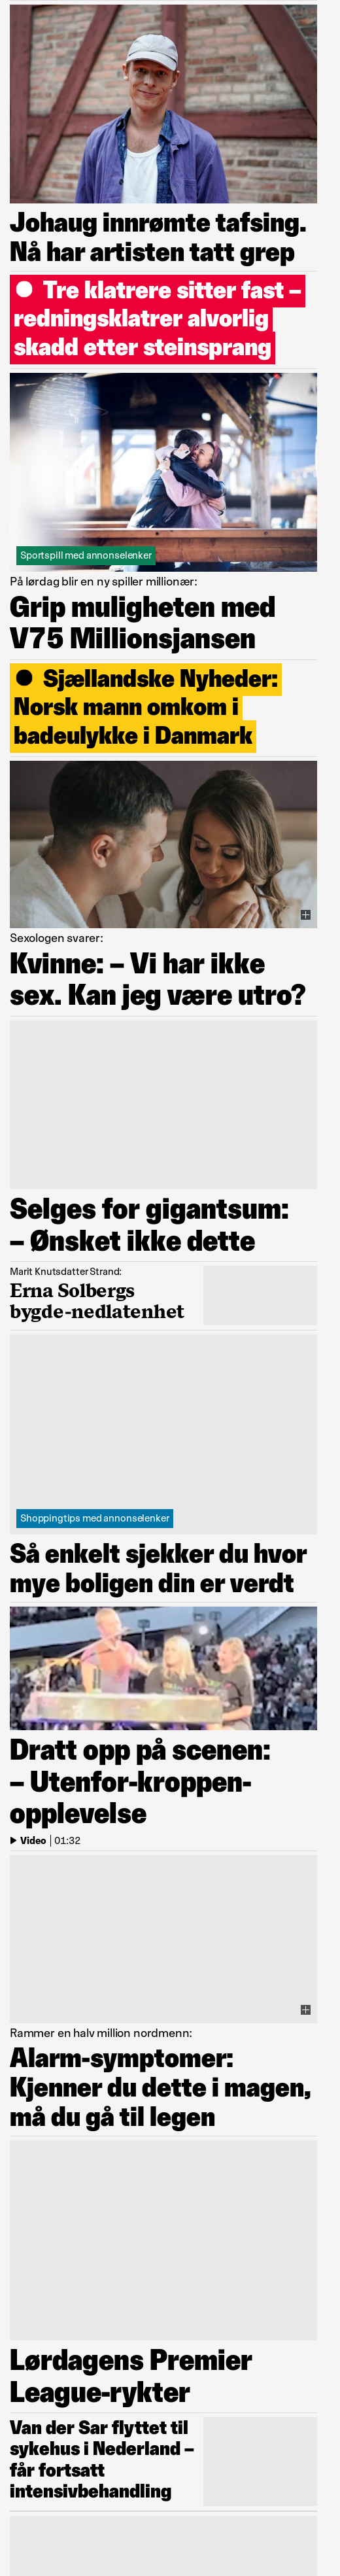 Johaug innrømte tafsing.
Nå har artisten tatt grep
Tre klatrere sitter fast –
redningsklatrer alvorlig
skadd etter steinsprang
Sportspill med annonselenker
På lørdag blir en ny spiller millionær:
Grip muligheten med
V75 Millionsjansen
Sjællandske Nyheder:
Norsk mann omkom i
badeulykke i Danmark
Sexologen svarer:
Kvinne: – Vi har ikke
sex. Kan jeg være utro?
Selges for gigantsum:
– Ønsket ikke dette
Marit Knutsdatter Strand:
Erna Solbergs
bygde-nedlatenhet
Shoppingtips med annonselenker
Så enkelt sjekker du hvor
mye boligen din er verdt
Dratt opp på scenen:
– Utenfor-kroppen-
opplevelse
Video | 01:32
Rammer en halv million nordmenn:
Alarm-symptomer:
Kjenner du dette i magen,
må du gå til legen
Lørdagens Premier
League-rykter
Van der Sar flyttet til
sykehus i Nederland –
får fortsatt
intensivbehandling